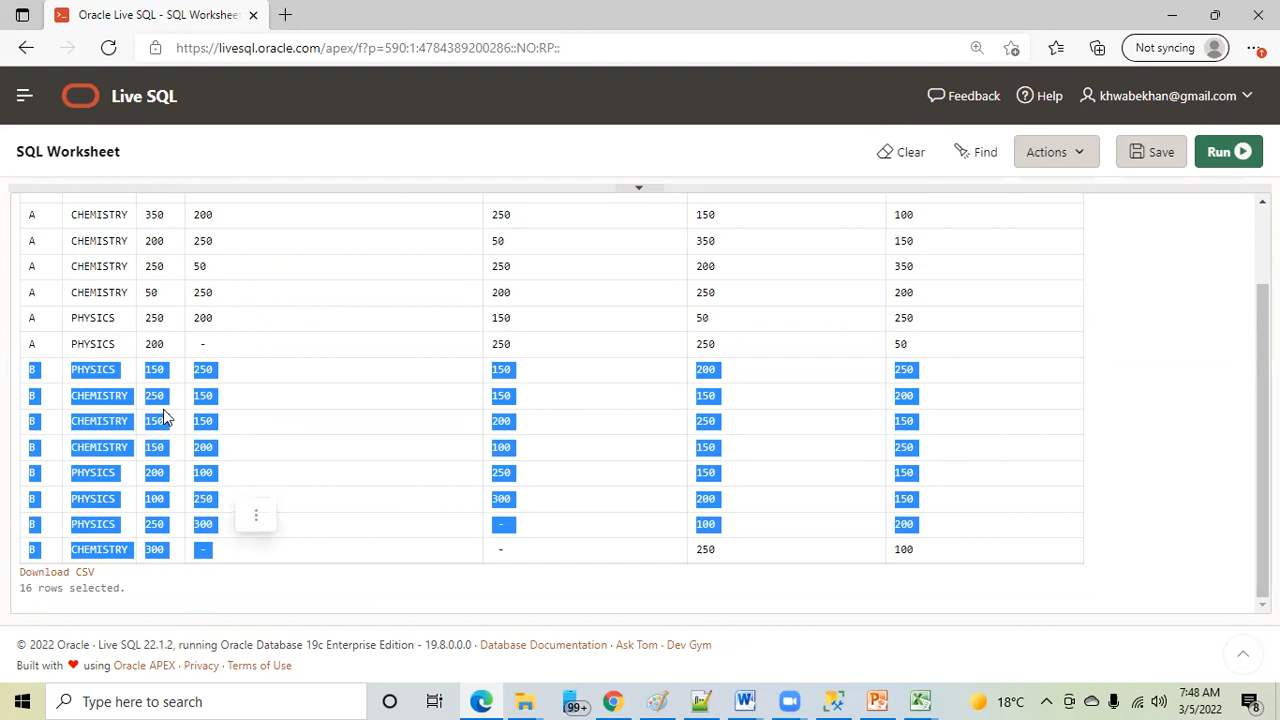 Oracle Live SQL - SQL Worksheet
https://livesql.oracle.com/apex/f?p=590:1:4784389200286::NO:RP::
Not syncing
Live SQL
Feedback
Help
khwabekhan@gmail.com
SQL Worksheet
Clear
Find
Actions
Save
Run
A CHEMISTRY 350 200 250 150 100
A CHEMISTRY 200 250 50 350 150
A CHEMISTRY 250 50 250 200 350
A CHEMISTRY 50 250 200 250 200
A PHYSICS 250 200 150 50 250
A PHYSICS 200 - 250 250 50
B PHYSICS 150 250 150 200 250
B CHEMISTRY 250 150 150 150 200
B CHEMISTRY 150 150 200 250 150
B CHEMISTRY 150 200 100 150 250
B PHYSICS 200 100 250 150 150
B PHYSICS 100 250 300 200 150
B PHYSICS 250 300 - 100 200
B CHEMISTRY 300 - - 250 100
Download CSV
16 rows selected.
© 2022 Oracle · Live SQL 22.1.2, running Oracle Database 19c Enterprise Edition - 19.8.0.0.0 · Database Documentation · Ask Tom · Dev Gym
Built with ❤ using Oracle APEX · Privacy · Terms of Use
Type here to search
99+
18°C
7:48 AM
3/5/2022
8